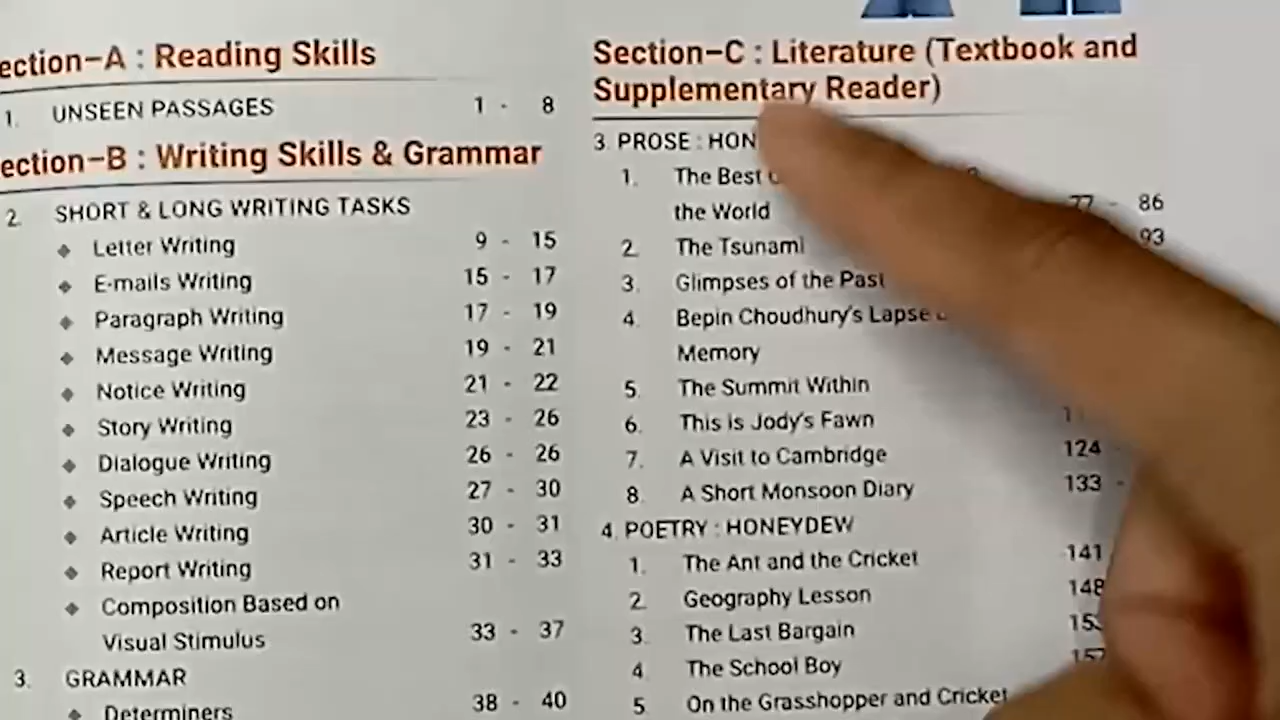 ection-A : Reading Skills
1. UNSEEN PASSAGES 1 - 8
ection-B : Writing Skills & Grammar
2. SHORT & LONG WRITING TASKS
◆ Letter Writing 9 - 15
◆ E-mails Writing 15 - 17
◆ Paragraph Writing 17 - 19
◆ Message Writing 19 - 21
◆ Notice Writing 21 - 22
◆ Story Writing 23 - 26
◆ Dialogue Writing 26 - 26
◆ Speech Writing 27 - 30
◆ Article Writing 30 - 31
◆ Report Writing 31 - 33
◆ Composition Based on
Visual Stimulus 33 - 37
3. GRAMMAR
◆ Determiners 38 - 40
Section-C : Literature (Textbook and
Supplementary Reader)
3. PROSE : HON
1. The Best
the World 77 - 86
2. The Tsunami 93
3. Glimpses of the Past
4. Bepin Choudhury's Lapse
Memory
5. The Summit Within
6. This is Jody's Fawn
7. A Visit to Cambridge 124 -
8. A Short Monsoon Diary 133 -
4. POETRY : HONEYDEW
1. The Ant and the Cricket 141
2. Geography Lesson 148
3. The Last Bargain 153
4. The School Boy 157
5. On the Grasshopper and Cricket